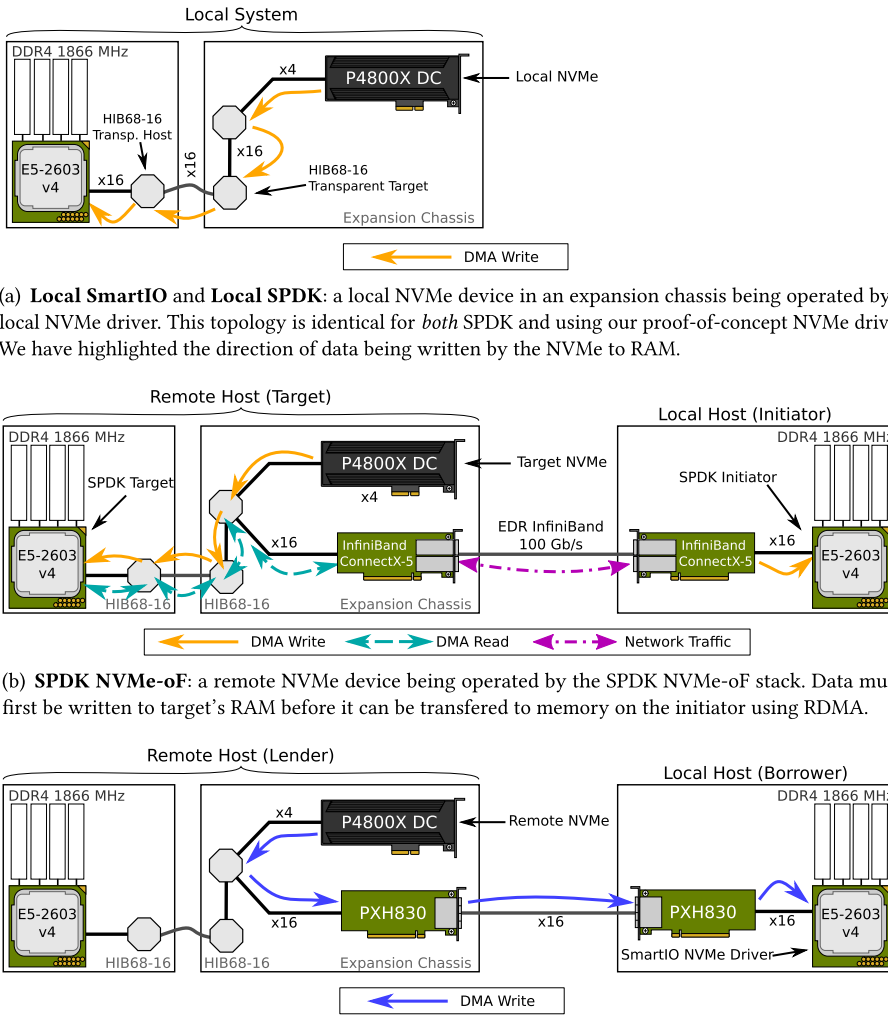 Local System
DDR4 1866 MHz
HIB68-16
Transp. Host
E5-2603
v4
x16
x16
x4
P4800X DC
Local NVMe
x16
HIB68-16
Transparent Target
Expansion Chassis
DMA Write
(a) Local SmartIO and Local SPDK: a local NVMe device in an expansion chassis being operated by
local NVMe driver. This topology is identical for both SPDK and using our proof-of-concept NVMe driv
We have highlighted the direction of data being written by the NVMe to RAM.
Remote Host (Target)
Local Host (Initiator)
DDR4 1866 MHz
SPDK Target
E5-2603
v4
HIB68-16
HIB68-16
P4800X DC
x4
Target NVMe
x16
InfiniBand
ConnectX-5
Expansion Chassis
EDR InfiniBand
100 Gb/s
DDR4 1866 MHz
SPDK Initiator
InfiniBand
ConnectX-5
x16
E5-2603
v4
DMA Write
DMA Read
Network Traffic
(b) SPDK NVMe-oF: a remote NVMe device being operated by the SPDK NVMe-oF stack. Data mu
first be written to target's RAM before it can be transfered to memory on the initiator using RDMA.
Remote Host (Lender)
Local Host (Borrower)
DDR4 1866 MHz
E5-2603
v4
HIB68-16
HIB68-16
x4
P4800X DC
Remote NVMe
x16
PXH830
Expansion Chassis
x16
DDR4 1866 MHz
PXH830
x16
E5-2603
v4
SmartIO NVMe Driver
DMA Write